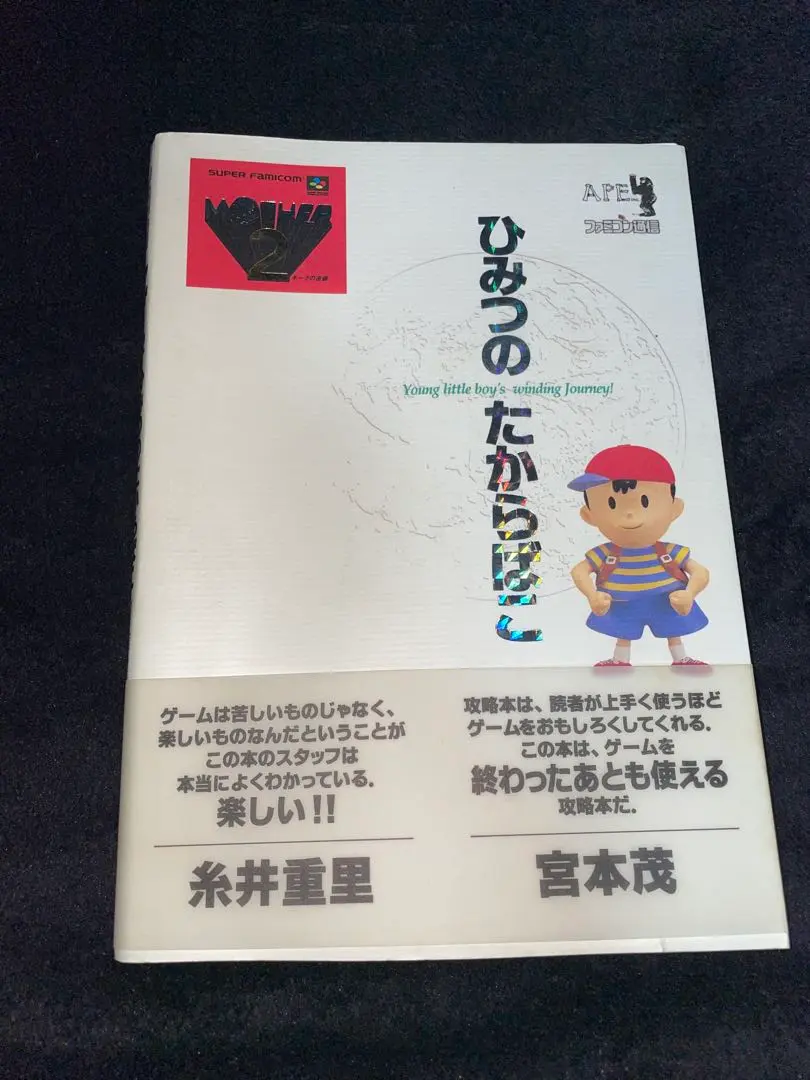 SUPER FAMICOM
MOTHER
2
ギーグの逆襲
APE
ファミコン通信
ひみつの たからばこ
Young little boy's winding Journey!
ゲームは苦しいものじゃなく、
楽しいものなんだということが
この本のスタッフは
本当によくわかっている.
楽しい!!
糸井重里
攻略本は、読者が上手く使うほど
ゲームをおもしろくしてくれる.
この本は、ゲームを
終わったあとも使える
攻略本だ.
宮本茂